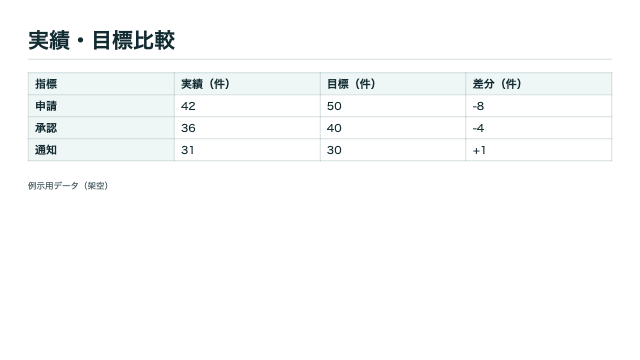 実績・目標比較
指標 実績（件） 目標（件） 差分（件）
申請 42 50 -8
承認 36 40 -4
通知 31 30 +1
例示用データ（架空）